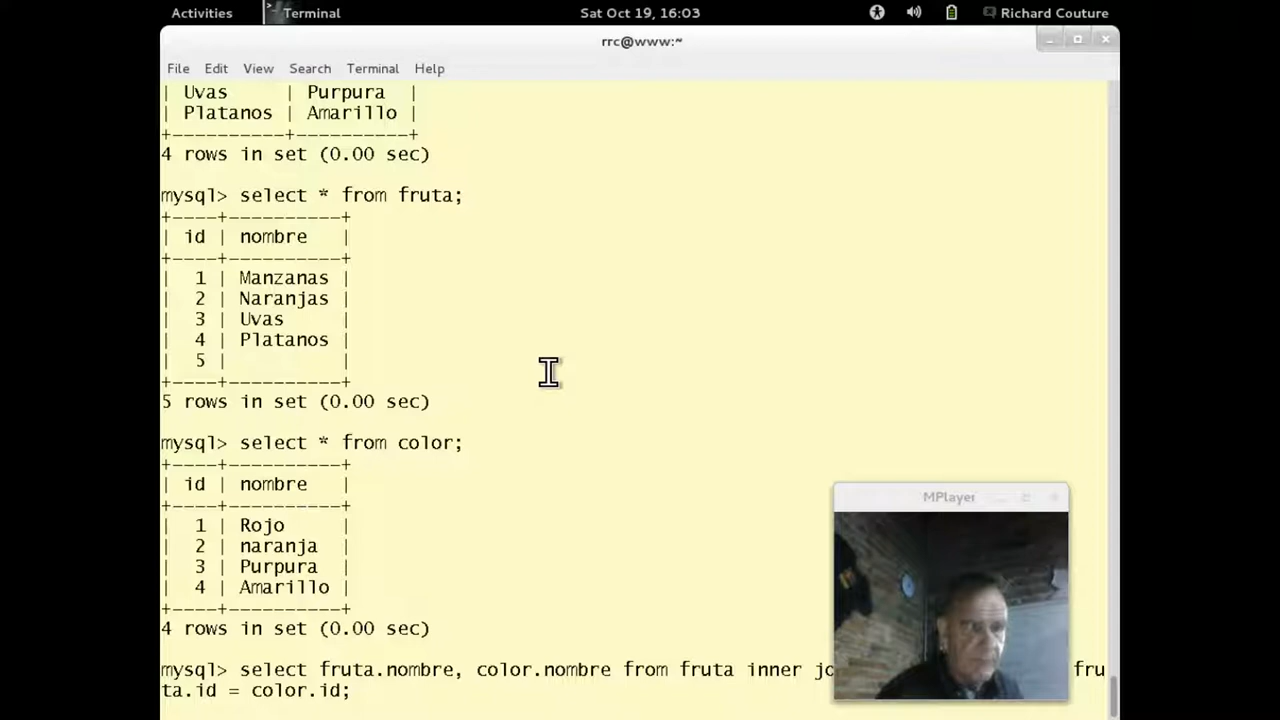 Activities Terminal Sat Oct 19, 16:03 Richard Couture
rrc@www:~
File Edit View Search Terminal Help
| Uvas     | Purpura  |
| Platanos | Amarillo |
+----------+----------+
4 rows in set (0.00 sec)
mysql> select * from fruta;
+----+----------+
| id | nombre   |
+----+----------+
|  1 | Manzanas |
|  2 | Naranjas |
|  3 | Uvas     |
|  4 | Platanos |
|  5 |          |
+----+----------+
5 rows in set (0.00 sec)
mysql> select * from color;
+----+----------+
| id | nombre   |
+----+----------+
|  1 | Rojo     |
|  2 | naranja  |
|  3 | Purpura  |
|  4 | Amarillo |
+----+----------+
4 rows in set (0.00 sec)
MPlayer
mysql> select fruta.nombre, color.nombre from fruta inner jo fru
ta.id = color.id;